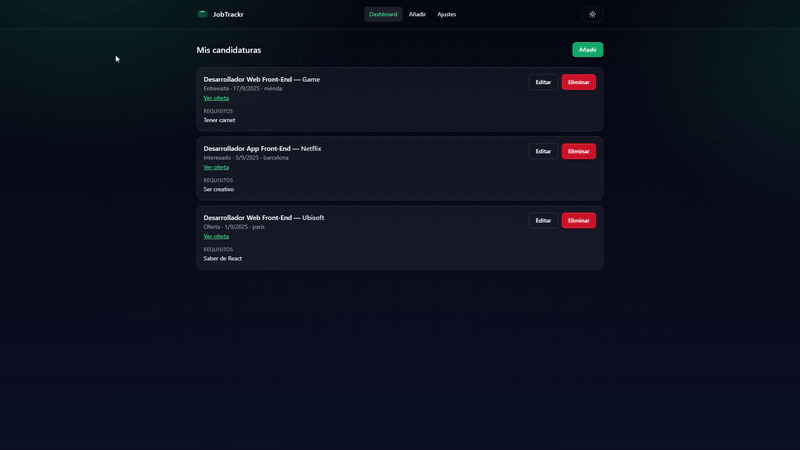 JobTrackr
Dashboard Añadir Ajustes
Mis candidaturas
Añadir
Desarrollador Web Front-End — Game
Entrevista · 17/9/2025 · mérida
Ver oferta
REQUISITOS
Tener carnet
Editar Eliminar
Desarrollador App Front-End — Netflix
Interesado · 5/9/2025 · barcelona
Ver oferta
REQUISITOS
Ser creativo
Editar Eliminar
Desarrollador Web Front-End — Ubisoft
Oferta · 1/9/2025 · parís
Ver oferta
REQUISITOS
Saber de React
Editar Eliminar